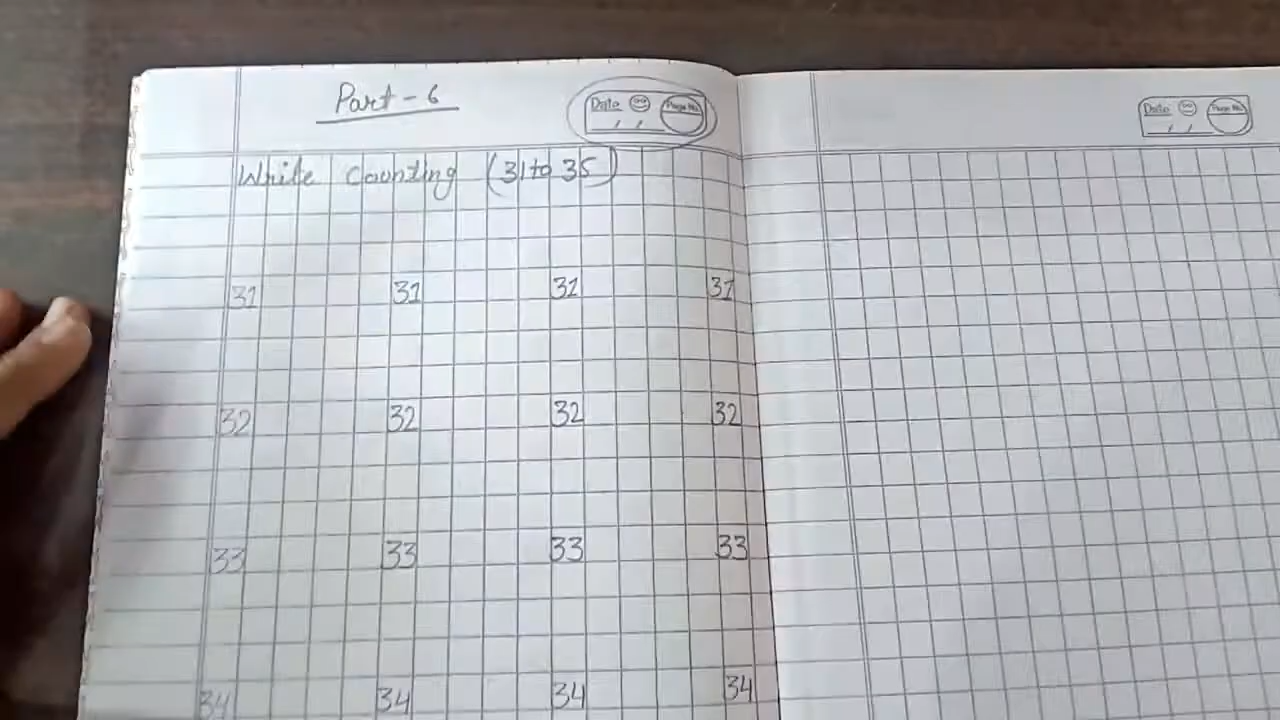 Part - 6
Date Page No.
/ /
Date Page No.
/ /
Write Counting (31 to 35)
31 31 31 31
32 32 32 32
33 33 33 33
34 34 34 34